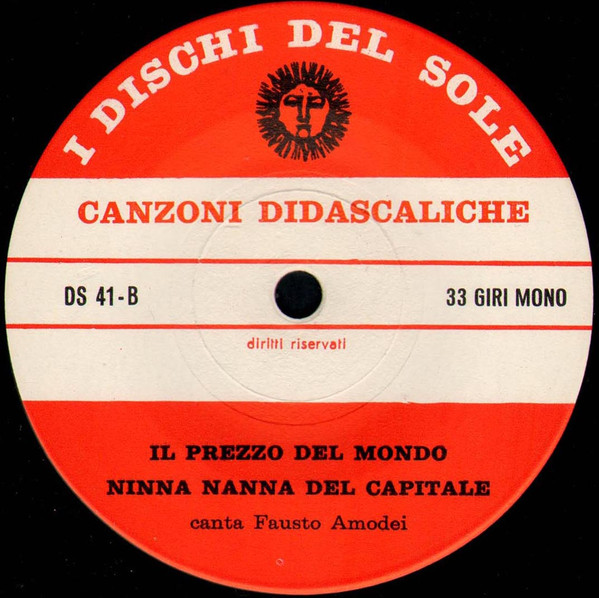 I DISCHI DEL SOLE
CANZONI DIDASCALICHE
DS 41-B
33 GIRI MONO
diritti riservati
IL PREZZO DEL MONDO
NINNA NANNA DEL CAPITALE
canta Fausto Amodei